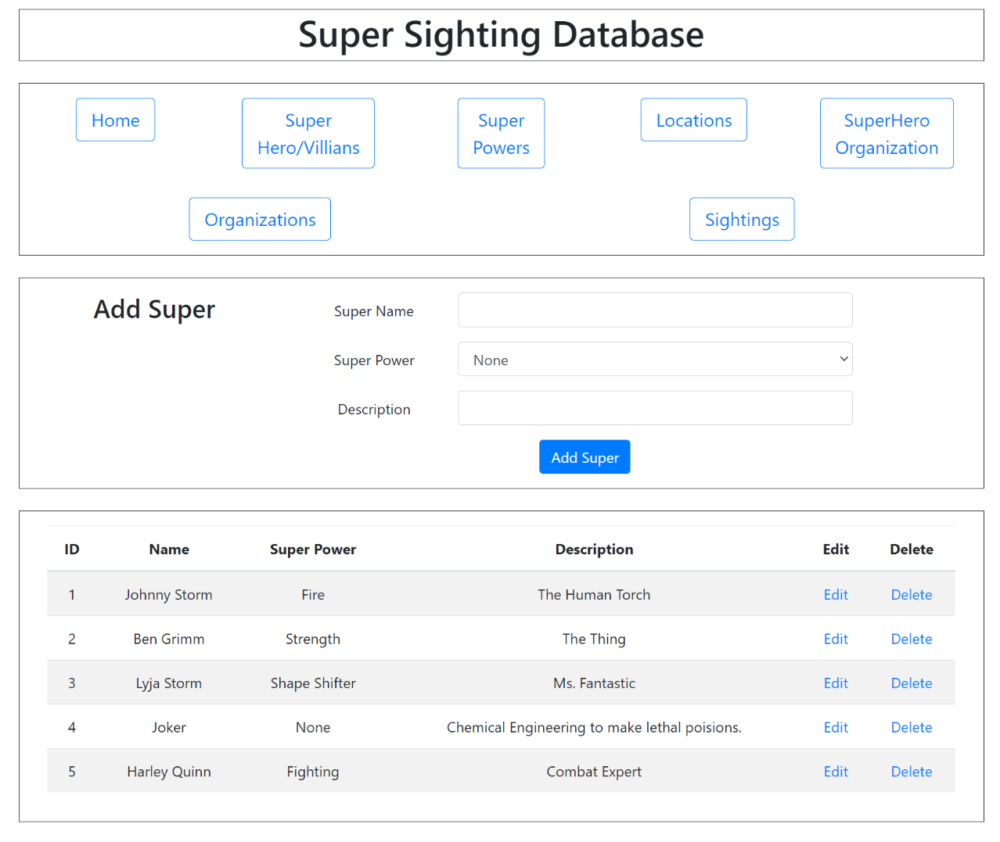 Super Sighting Database
Home
Super
Hero/Villians
Super
Powers
Locations
SuperHero
Organization
Organizations
Sightings
Add Super
Super Name
Super Power
None
Description
Add Super
ID Name Super Power Description Edit Delete
1 Johnny Storm Fire The Human Torch Edit Delete
2 Ben Grimm Strength The Thing Edit Delete
3 Lyja Storm Shape Shifter Ms. Fantastic Edit Delete
4 Joker None Chemical Engineering to make lethal poisions. Edit Delete
5 Harley Quinn Fighting Combat Expert Edit Delete